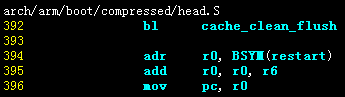 arch/arm/boot/compressed/head.S
392 bl cache_clean_flush
393
394 adr r0, BSYM(restart)
395 add r0, r0, r6
396 mov pc, r0